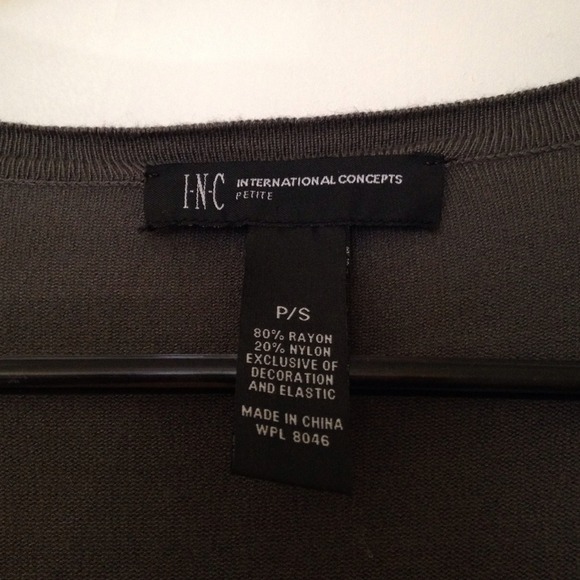 I·N·C INTERNATIONAL CONCEPTS
PETITE
P/S
80% RAYON
20% NYLON
EXCLUSIVE OF
DECORATION
AND ELASTIC
MADE IN CHINA
WPL 8046